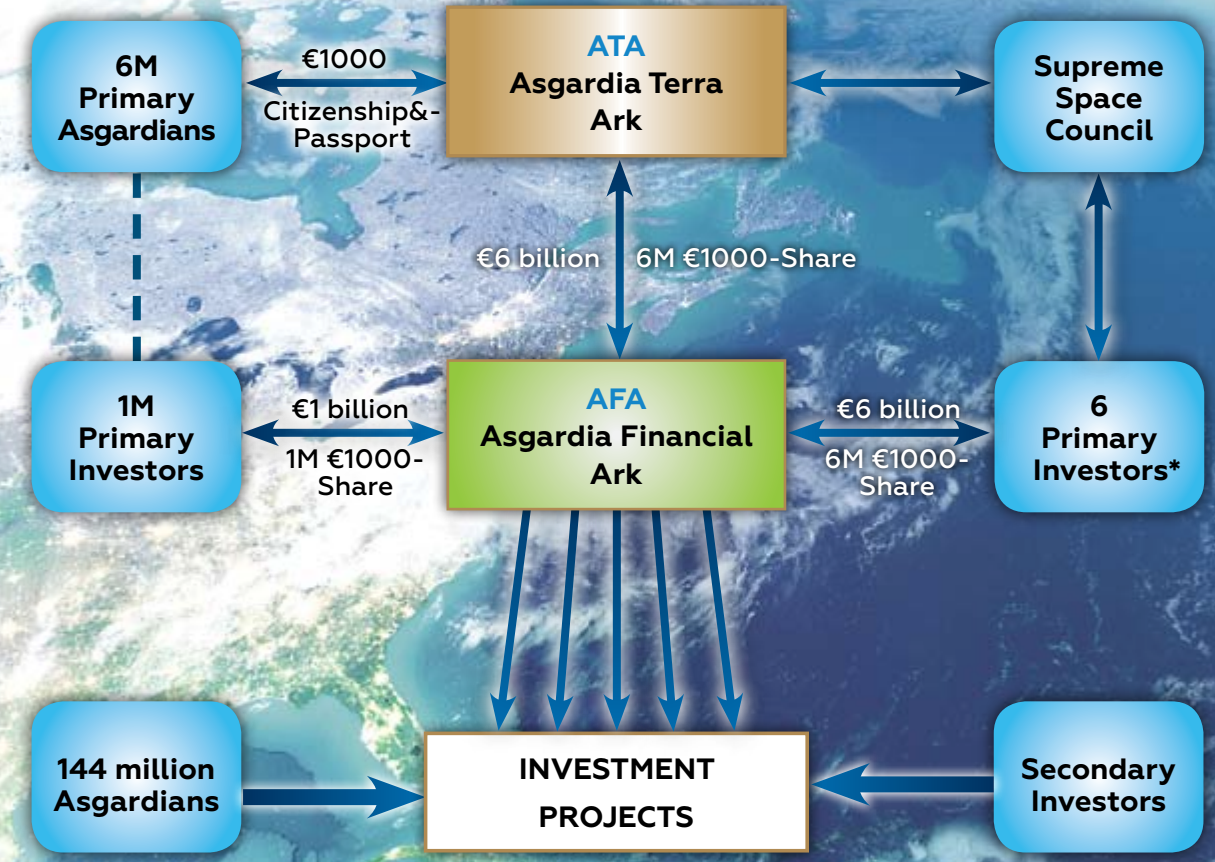 6M
Primary
Asgardians
€1000
Citizenship&-
Passport
ATA
Asgardia Terra
Ark
Supreme
Space
Council
€6 billion
6M €1000-Share
1M
Primary
Investors
€1 billion
1M €1000-
Share
AFA
Asgardia Financial
Ark
€6 billion
6M €1000-
Share
6
Primary
Investors*
144 million
Asgardians
INVESTMENT
PROJECTS
Secondary
Investors